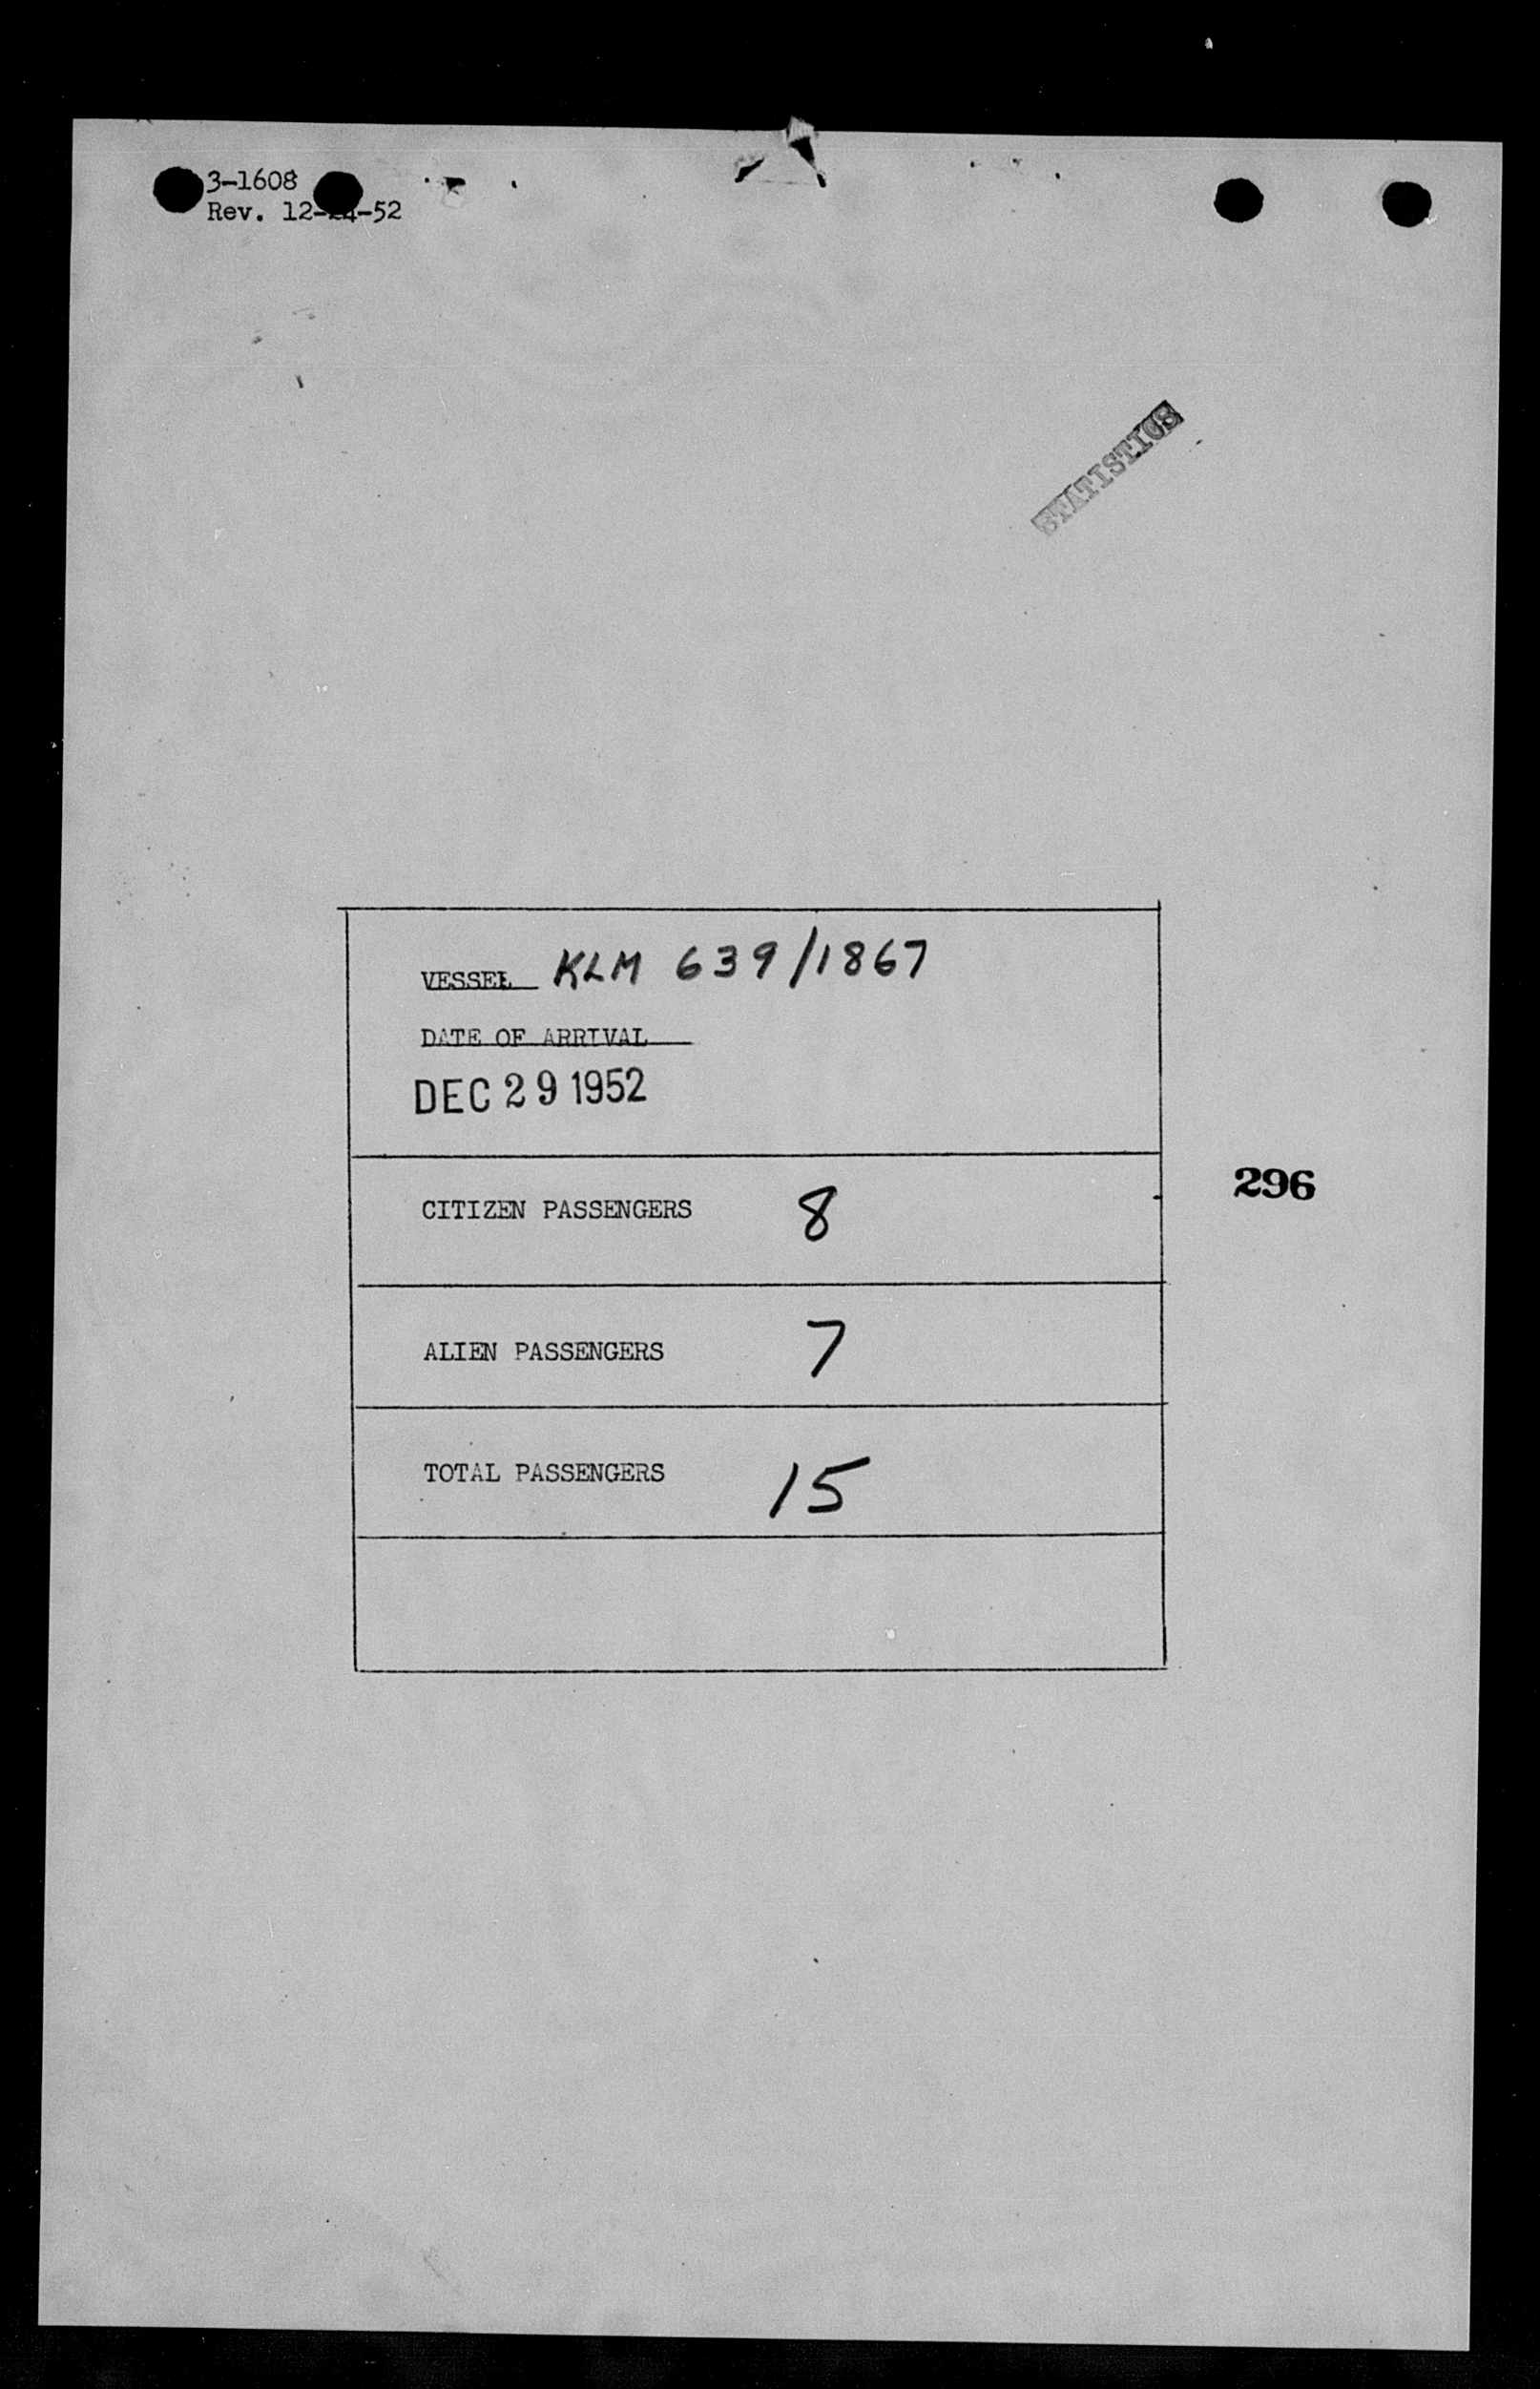 3-1608
Rev. 12-24-52
STATISTICS
VESSEL KLM 639/1867
DATE OF ARRIVAL
DEC 29 1952
296
CITIZEN PASSENGERS 8
ALIEN PASSENGERS 7
TOTAL PASSENGERS 15